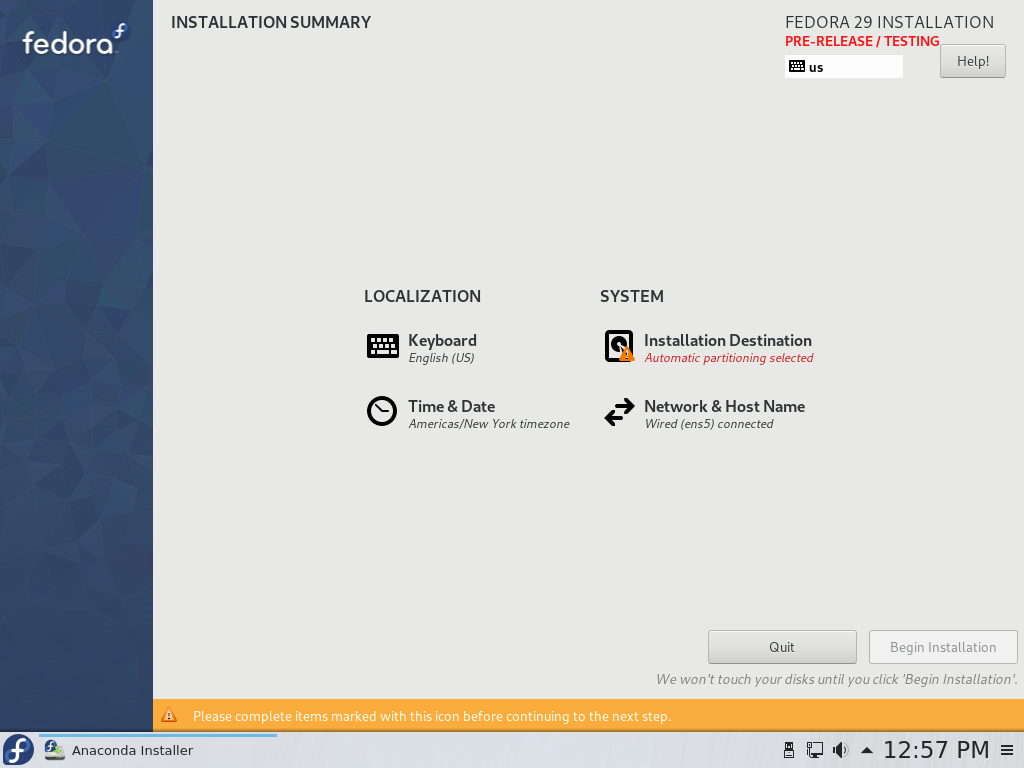 fedora
INSTALLATION SUMMARY
FEDORA 29 INSTALLATION
PRE-RELEASE / TESTING
us
Help!
LOCALIZATION
Keyboard
English (US)
Time & Date
Americas/New York timezone
SYSTEM
Installation Destination
Automatic partitioning selected
Network & Host Name
Wired (ens5) connected
Quit
Begin Installation
We won't touch your disks until you click 'Begin Installation'.
Please complete items marked with this icon before continuing to the next step.
Anaconda Installer
12:57 PM